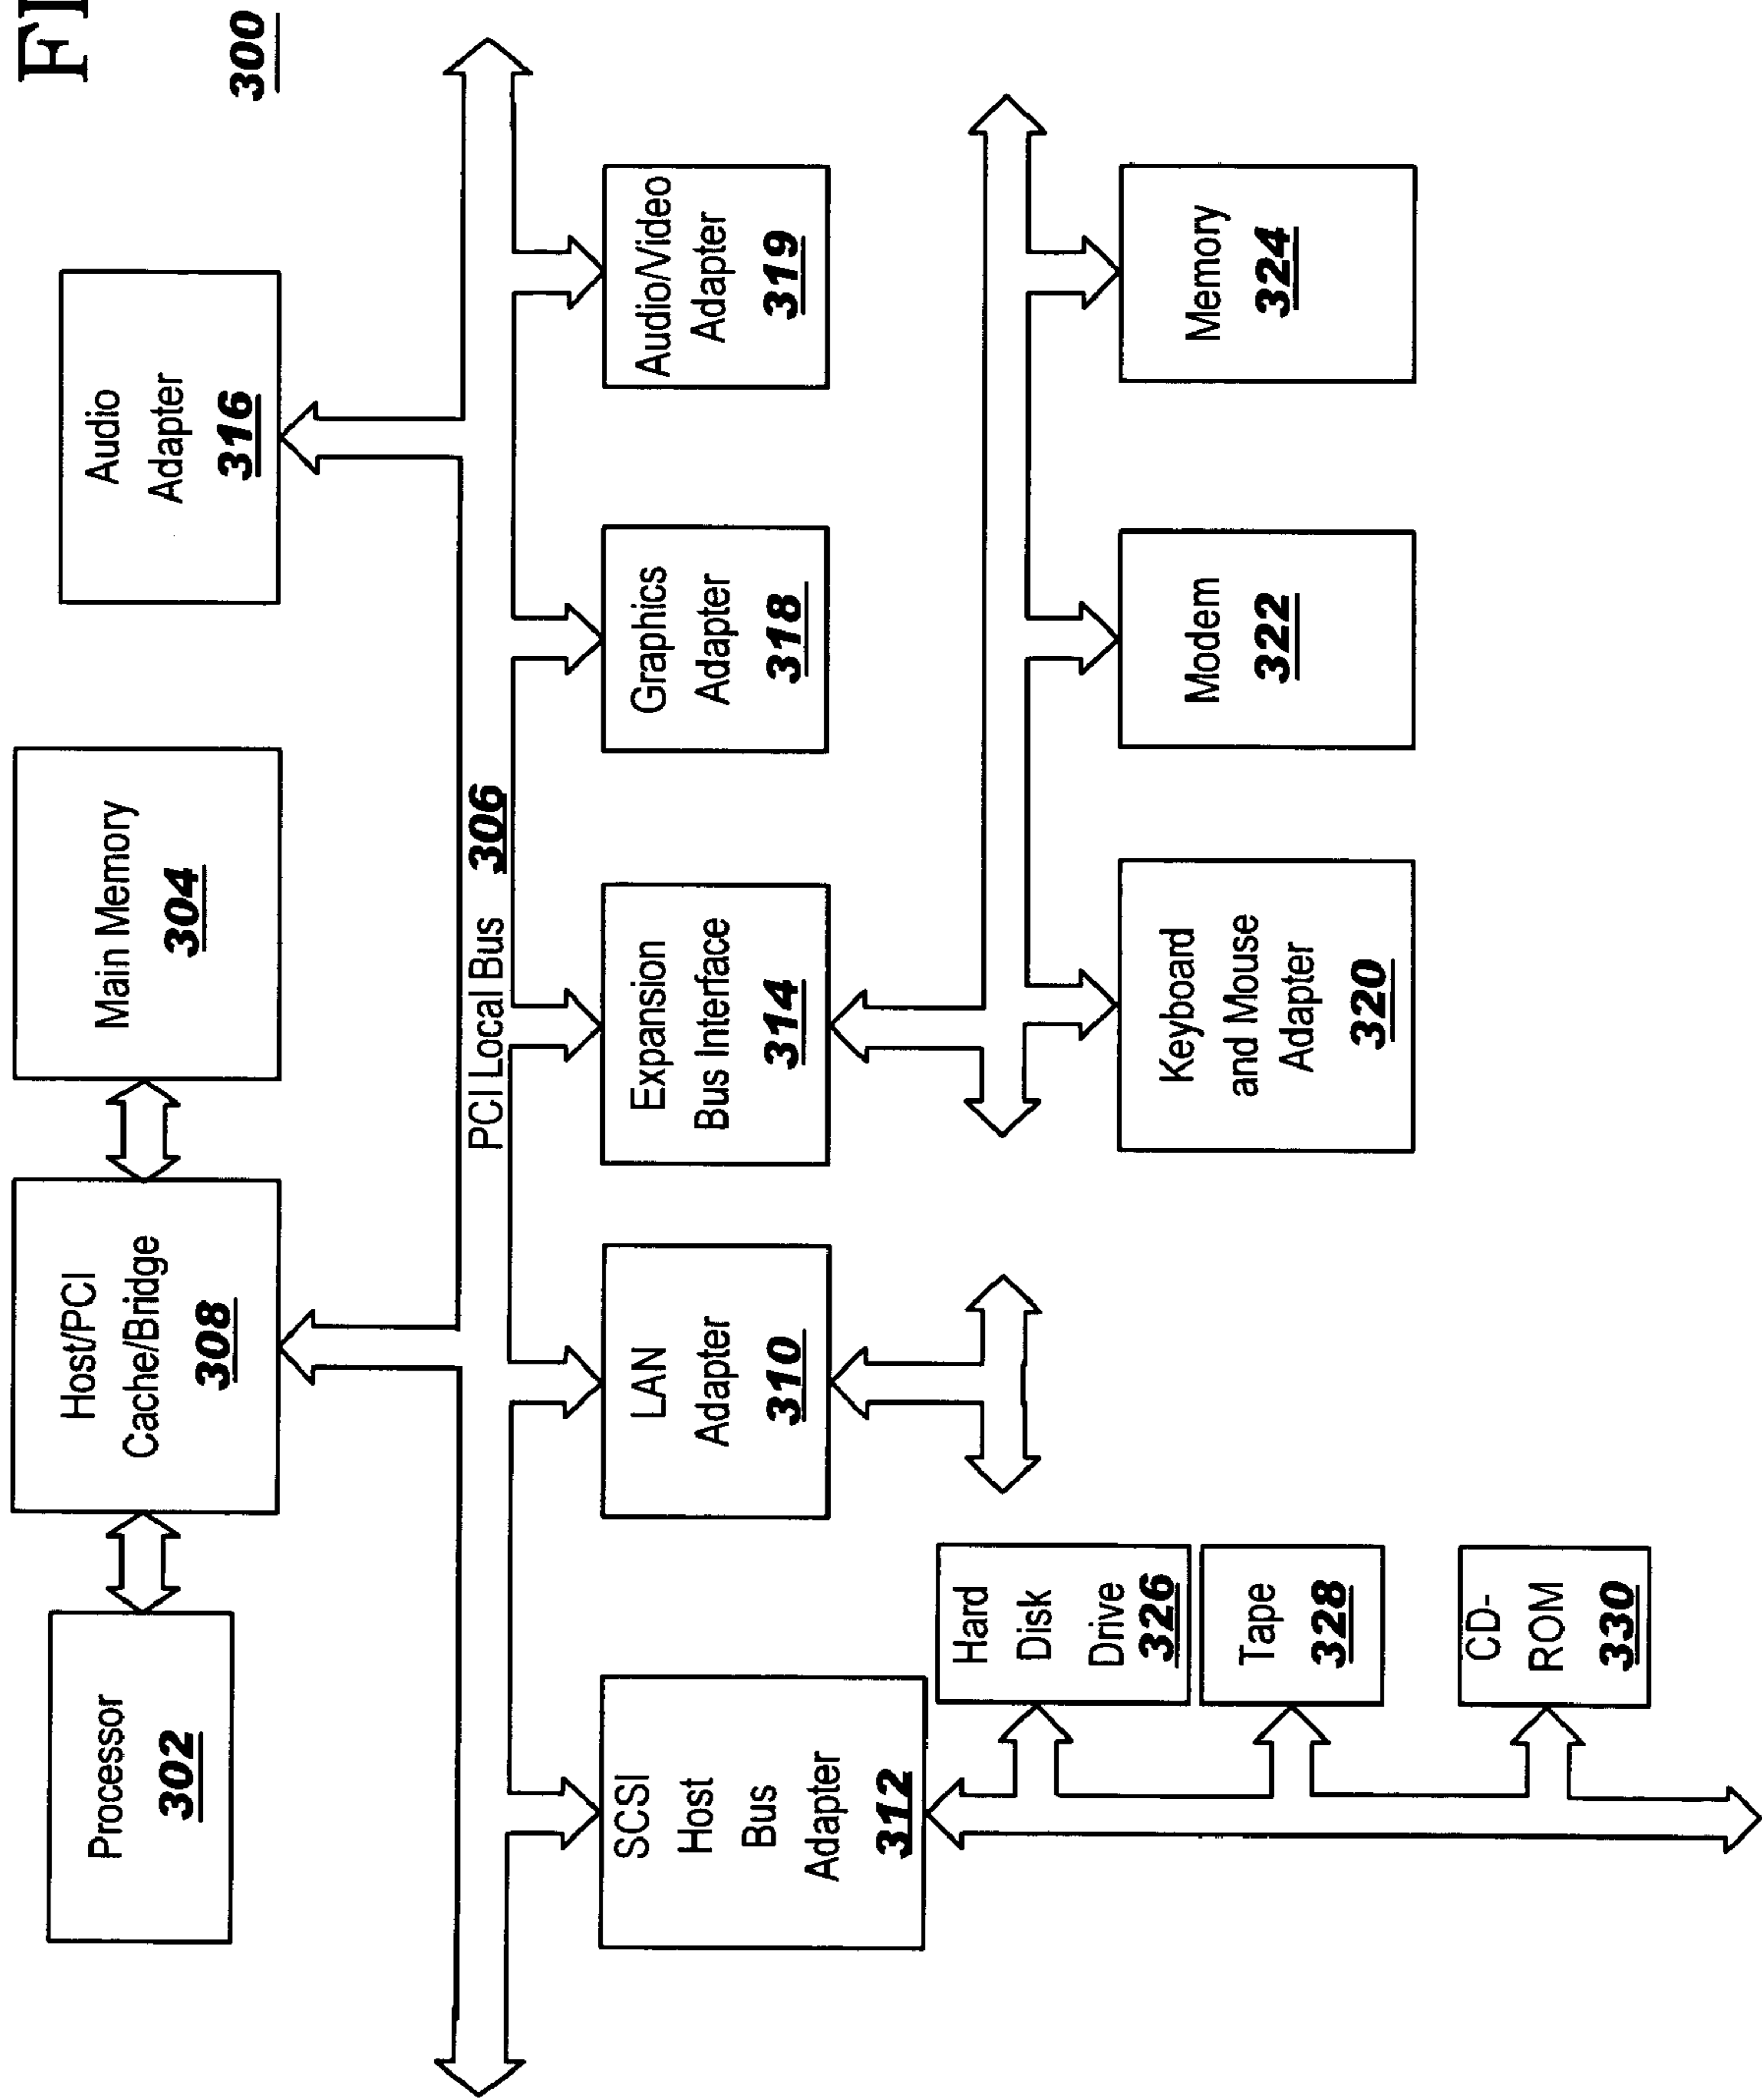 FI
300
Processor
302
Host/PCI
Cache/Bridge
308
Main Memory
304
Audio
Adapter
316
PCI Local Bus 306
SCSI
Host
Bus
Adapter
312
LAN
Adapter
310
Expansion
Bus Interface
314
Graphics
Adapter
318
Audio/Video
Adapter
319
Hard
Disk
Drive
326
Tape
328
CD-
ROM
330
Keyboard
and Mouse
Adapter
320
Modem
322
Memory
324